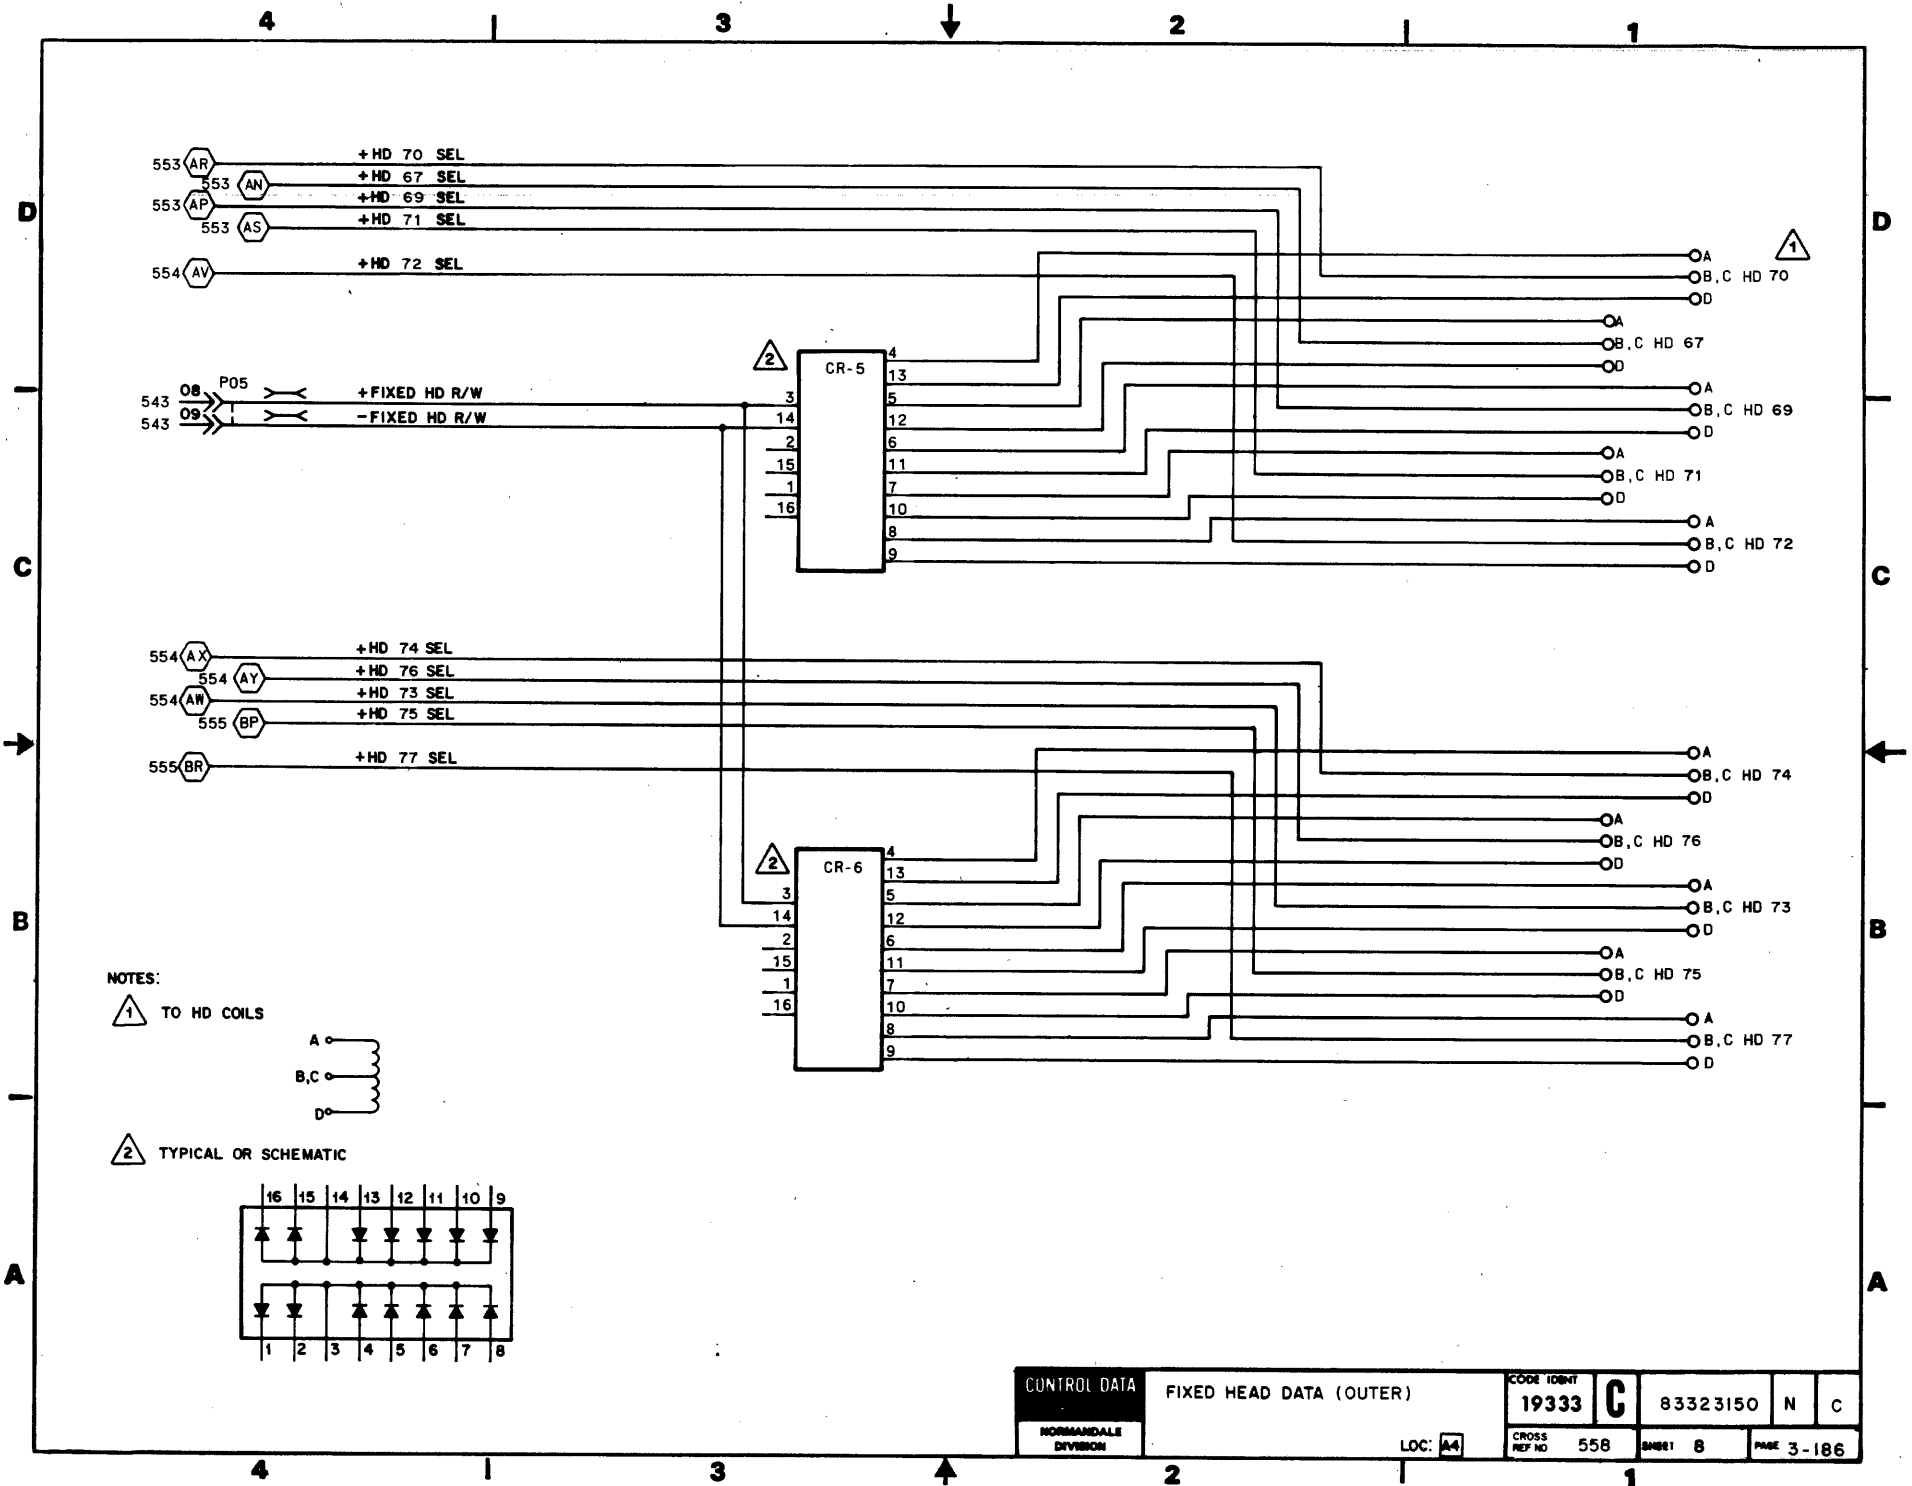 4 3 2 1
553 AR +HD 70 SEL
553 AN +HD 67 SEL
553 AP +HD 69 SEL
553 AS +HD 71 SEL
554 AV +HD 72 SEL
D D
1
A
B,C HD 70
D
A
B,C HD 67
D
A
B,C HD 69
D
A
B,C HD 71
D
A
B,C HD 72
D
2 CR-5
P05
543 08 +FIXED HD R/W
543 09 -FIXED HD R/W
3
14
2
15
1
16
4
13
5
12
6
11
7
10
8
9
C C
554 AX +HD 74 SEL
554 AY +HD 76 SEL
554 AW +HD 73 SEL
555 BP +HD 75 SEL
555 BR +HD 77 SEL
A
B,C HD 74
D
A
B,C HD 76
D
A
B,C HD 73
D
A
B,C HD 75
D
A
B,C HD 77
D
2 CR-6
3
14
2
15
1
16
4
13
5
12
6
11
7
10
8
9
B B
NOTES:
1 TO HD COILS
A
B,C
D
2 TYPICAL OR SCHEMATIC
16 15 14 13 12 11 10 9
1 2 3 4 5 6 7 8
A A
CONTROL DATA
NORMANDALE
DIVISION
FIXED HEAD DATA (OUTER)
LOC: A4
CODE IDENT
19333
C
83323150
N
C
CROSS
REF NO 558
SHEET 8
PAGE 3-186
4 3 2 1